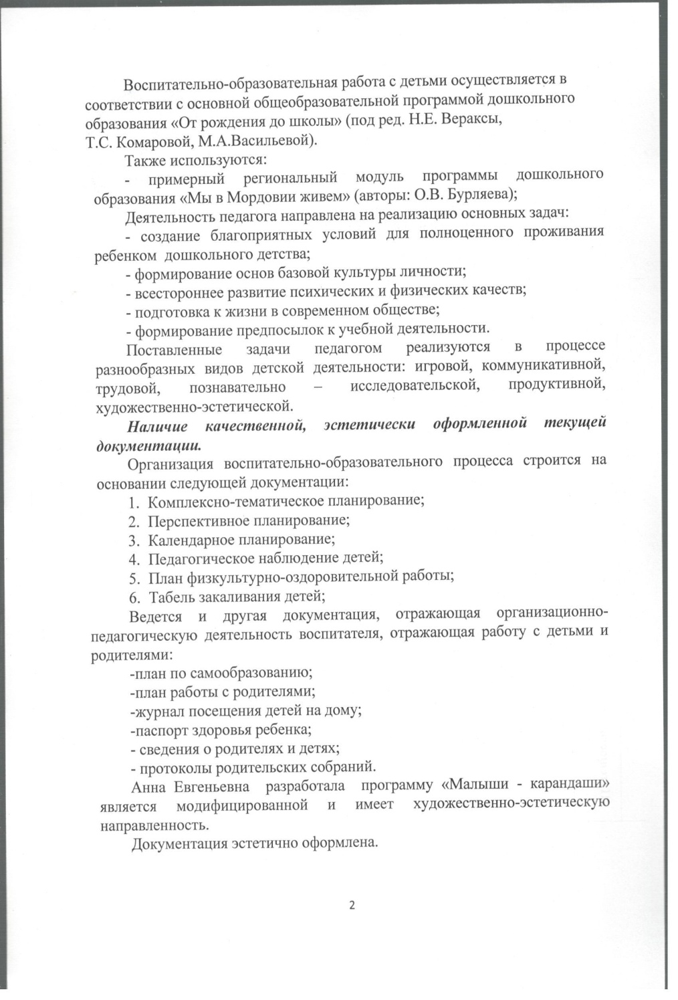 Воспитательно-образовательная работа с детьми осуществляется в
соответствии с основной общеобразовательной программой дошкольного
образования «От рождения до школы» (под ред. Н.Е. Вераксы,
Т.С. Комаровой, М.А.Васильевой).
Также используются:
- примерный региональный модуль программы дошкольного
образования «Мы в Мордовии живем» (авторы: О.В. Бурляева);
Деятельность педагога направлена на реализацию основных задач:
- создание благоприятных условий для полноценного проживания
ребенком дошкольного детства;
- формирование основ базовой культуры личности;
- всестороннее развитие психических и физических качеств;
- подготовка к жизни в современном обществе;
- формирование предпосылок к учебной деятельности.
Поставленные задачи педагогом реализуются в процессе
разнообразных видов детской деятельности: игровой, коммуникативной,
трудовой, познавательно – исследовательской, продуктивной,
художественно-эстетической.
Наличие качественной, эстетически оформленной текущей
документации.
Организация воспитательно-образовательного процесса строится на
основании следующей документации:
1. Комплексно-тематическое планирование;
2. Перспективное планирование;
3. Календарное планирование;
4. Педагогическое наблюдение детей;
5. План физкультурно-оздоровительной работы;
6. Табель закаливания детей;
Ведется и другая документация, отражающая организационно-
педагогическую деятельность воспитателя, отражающая работу с детьми и
родителями:
-план по самообразованию;
-план работы с родителями;
-журнал посещения детей на дому;
-паспорт здоровья ребенка;
- сведения о родителях и детях;
- протоколы родительских собраний.
Анна Евгеньевна разработала программу «Малыши - карандаши»
является модифицированной и имеет художественно-эстетическую
направленность.
Документация эстетично оформлена.
2